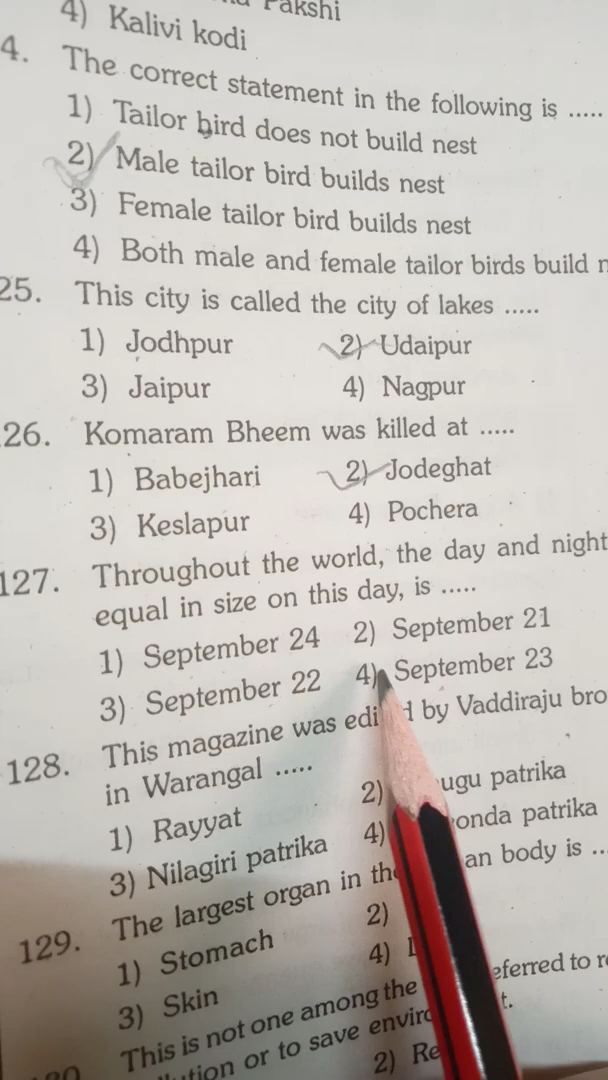 Pakshi
4) Kalivi kodi
4. The correct statement in the following is .....
1) Tailor bird does not build nest
2) Male tailor bird builds nest
3) Female tailor bird builds nest
4) Both male and female tailor birds build
25. This city is called the city of lakes .....
1) Jodhpur 2) Udaipur
3) Jaipur 4) Nagpur
26. Komaram Bheem was killed at .....
1) Babejhari 2) Jodeghat
3) Keslapur 4) Pochera
127. Throughout the world, the day and night
equal in size on this day, is .....
1) September 24 2) September 21
3) September 22 4) September 23
128. This magazine was by Vaddiraju bro
in Warangal .....
1) Rayyat 2) ugu patrika
3) Nilagiri patrika 4) onda patrika
129. The largest organ in an body is ..
1) Stomach 2)
3) Skin 4)
This is not one among the eferred to
ution or to save t.
2) Re